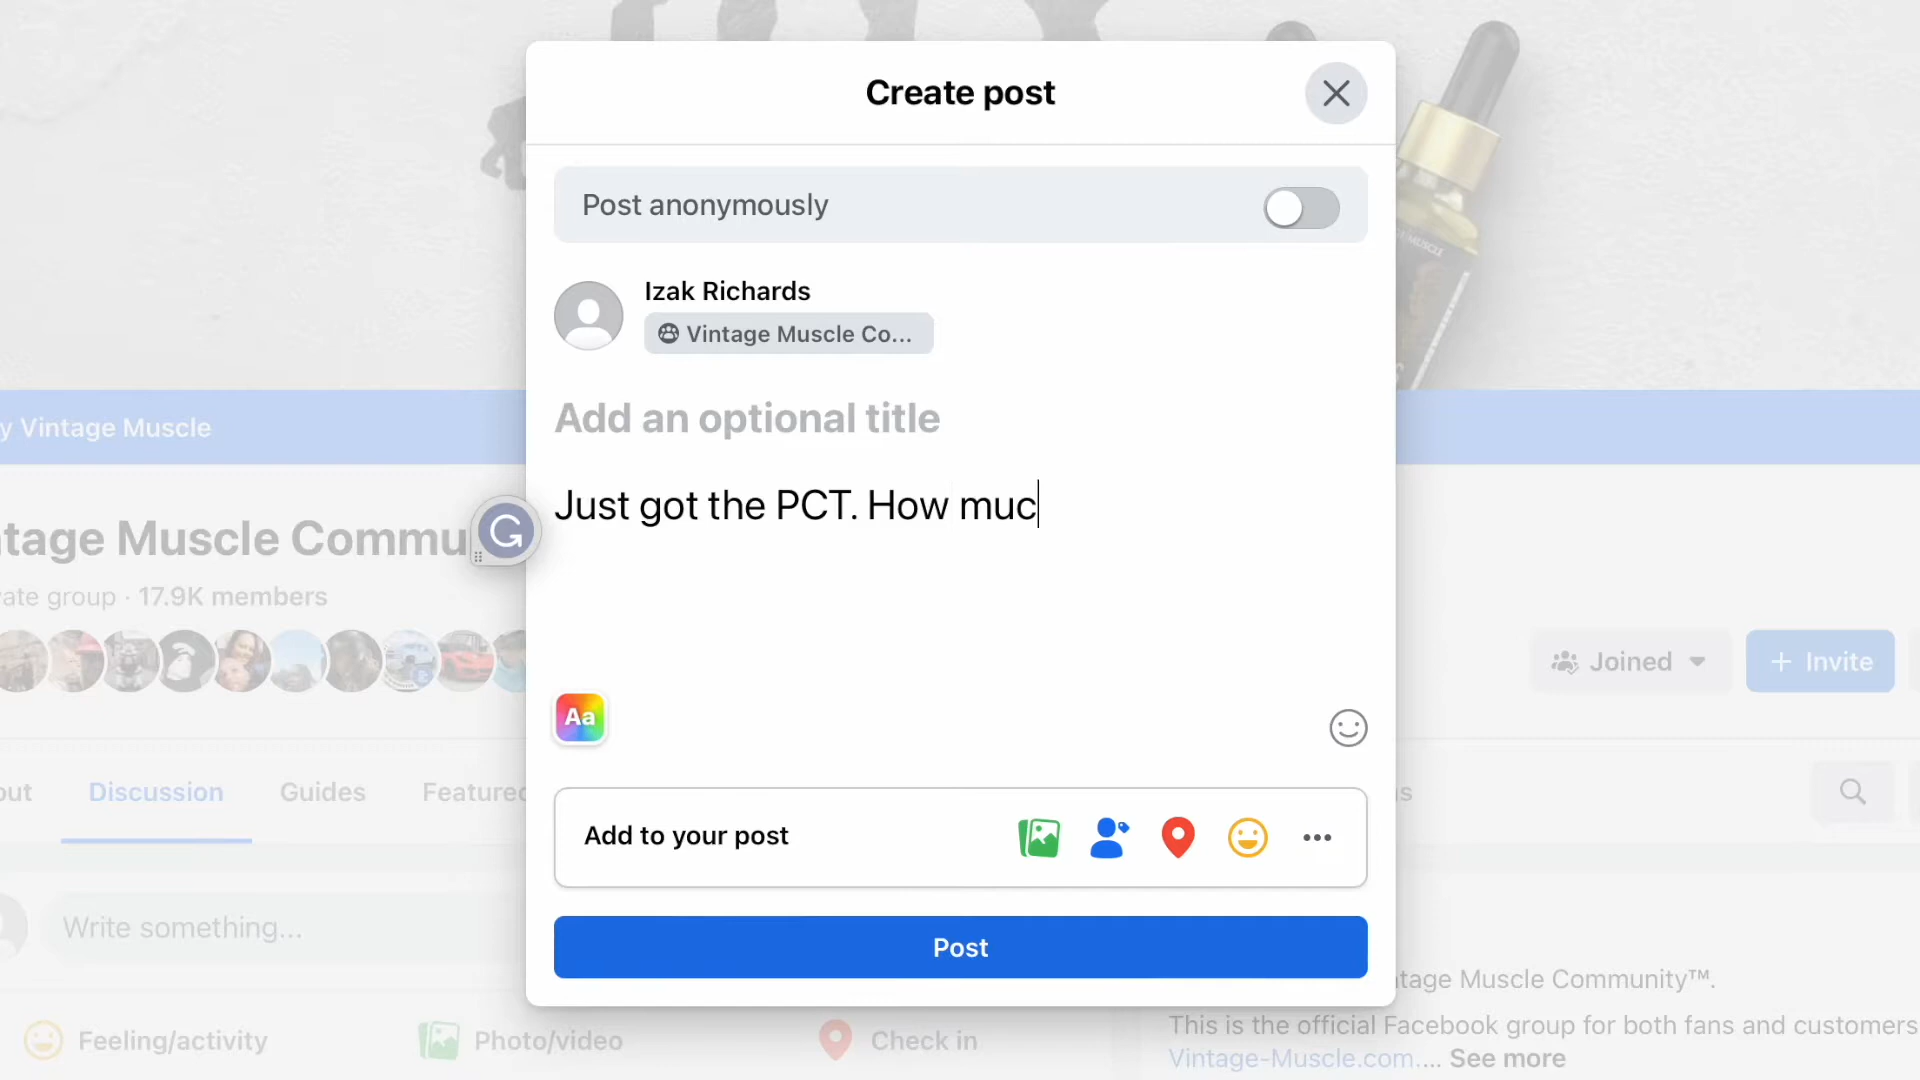 Create post
Post anonymously
Izak Richards
Vintage Muscle Co...
Add an optional title
y Vintage Muscle
Just got the PCT. How muc
tage Muscle Commu
ate group · 17.9K members
Joined
+ Invite
Aa
out
Discussion
Guides
Featured
s
Add to your post
Write something...
Post
tage Muscle Community™.
This is the official Facebook group for both fans and customers
Vintage-Muscle.com.... See more
Feeling/activity
Photo/video
Check in
MUSCLE